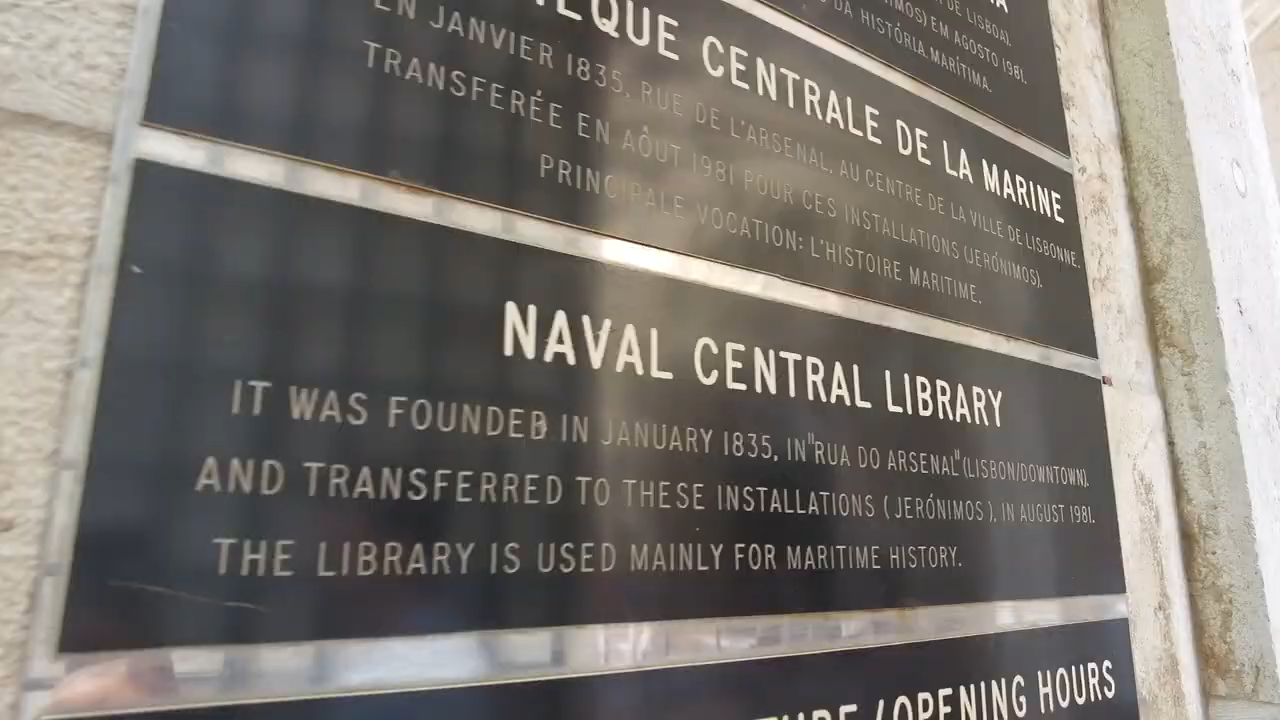 DE LISBOA).
EM AGOSTO 1981.
DA HISTÓRIA MARÍTIMA.
CENTRALE DE LA MARINE
EN JANVIER 1835, RUE DE L'ARSENAL, AU CENTRE DE LA VILLE DE LISBONNE.
TRANSFERÉE EN AÔUT 1981 POUR CES INSTALLATIONS (JERÓNIMOS).
PRINCIPALE VOCATION: L'HISTOIRE MARITIME.
NAVAL CENTRAL LIBRARY
IT WAS FOUNDED IN JANUARY 1835, IN "RUA DO ARSENAL" (LISBON/DOWNTOWN).
AND TRANSFERRED TO THESE INSTALLATIONS (JERÓNIMOS), IN AUGUST 1981.
THE LIBRARY IS USED MAINLY FOR MARITIME HISTORY.
/OPENING HOURS